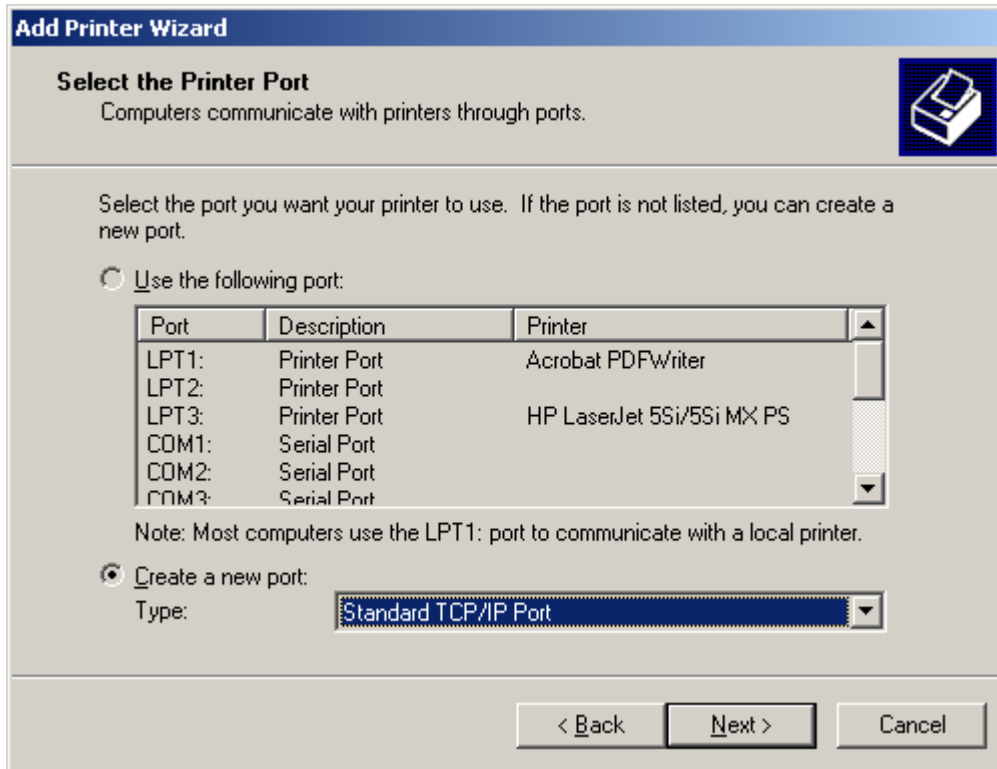 Add Printer Wizard
Select the Printer Port
Computers communicate with printers through ports.
Select the port you want your printer to use.  If the port is not listed, you can create a
new port.
Use the following port:
Port Description Printer
LPT1: Printer Port Acrobat PDFWriter
LPT2: Printer Port
LPT3: Printer Port HP LaserJet 5Si/5Si MX PS
COM1: Serial Port
COM2: Serial Port
COM3: Serial Port
Note: Most computers use the LPT1: port to communicate with a local printer.
Create a new port:
Type: Standard TCP/IP Port
< Back Next > Cancel